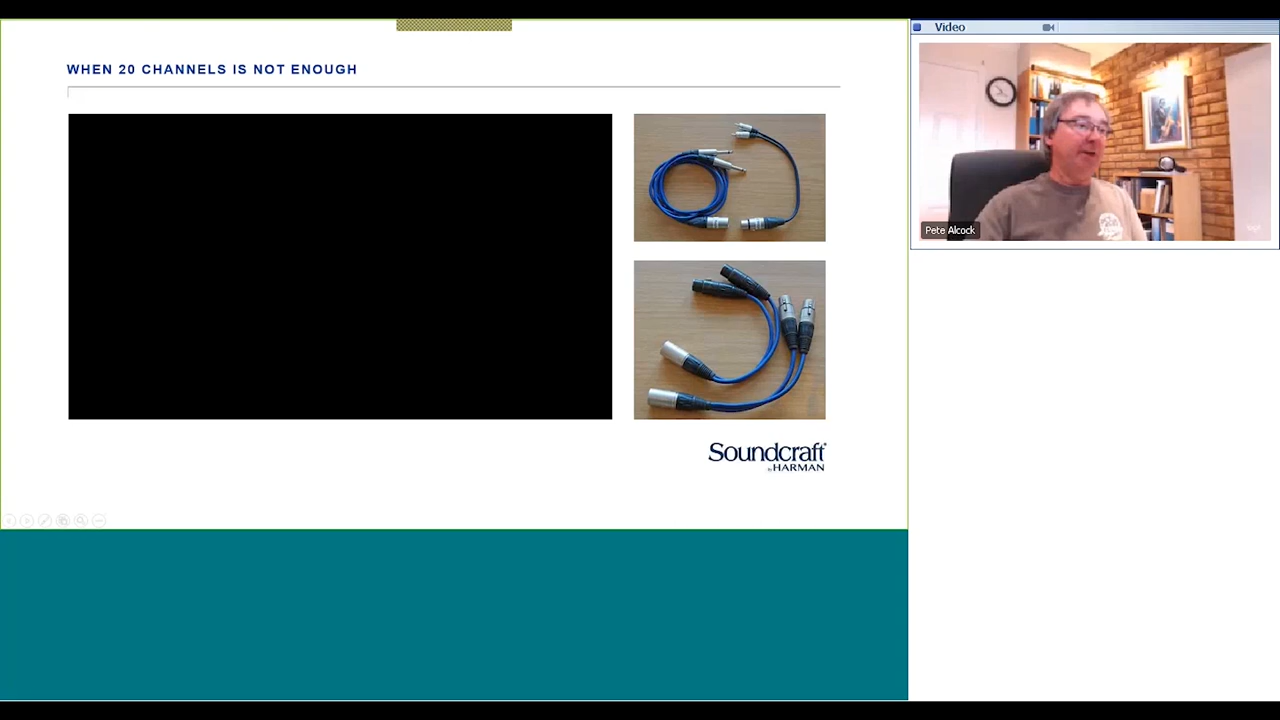 WHEN 20 CHANNELS IS NOT ENOUGH
Video
Pete Alcock
Soundcraft
by HARMAN